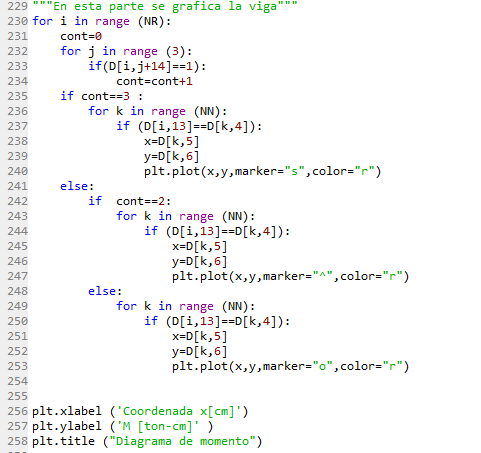 229 """En esta parte se grafica la viga"""
230 for i in range (NR):
231     cont=0
232     for j in range (3):
233         if(D[i,j+14]==1):
234             cont=cont+1
235     if cont==3 :
236         for k in range (NN):
237             if (D[i,13]==D[k,4]):
238                 x=D[k,5]
239                 y=D[k,6]
240                 plt.plot(x,y,marker="s",color="r")
241     else:
242         if  cont==2:
243         for k in range (NN):
244                 if (D[i,13]==D[k,4]):
245                     x=D[k,5]
246                     y=D[k,6]
247                     plt.plot(x,y,marker="^",color="r")
248         else:
249             for k in range (NN):
250                 if (D[i,13]==D[k,4]):
251                     x=D[k,5]
252                     y=D[k,6]
253                     plt.plot(x,y,marker="o",color="r")
254
255
256 plt.xlabel ('Coordenada x[cm]')
257 plt.ylabel ('M [ton-cm]' )
258 plt.title ("Diagrama de momento")